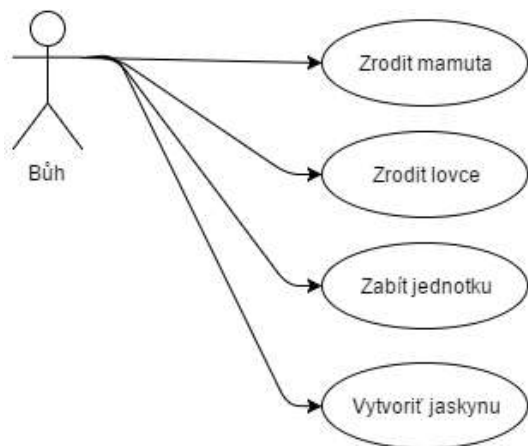 Zrodit mamuta
Bůh
Zrodit lovce
Zabít jednotku
Vytvoriť jaskynu